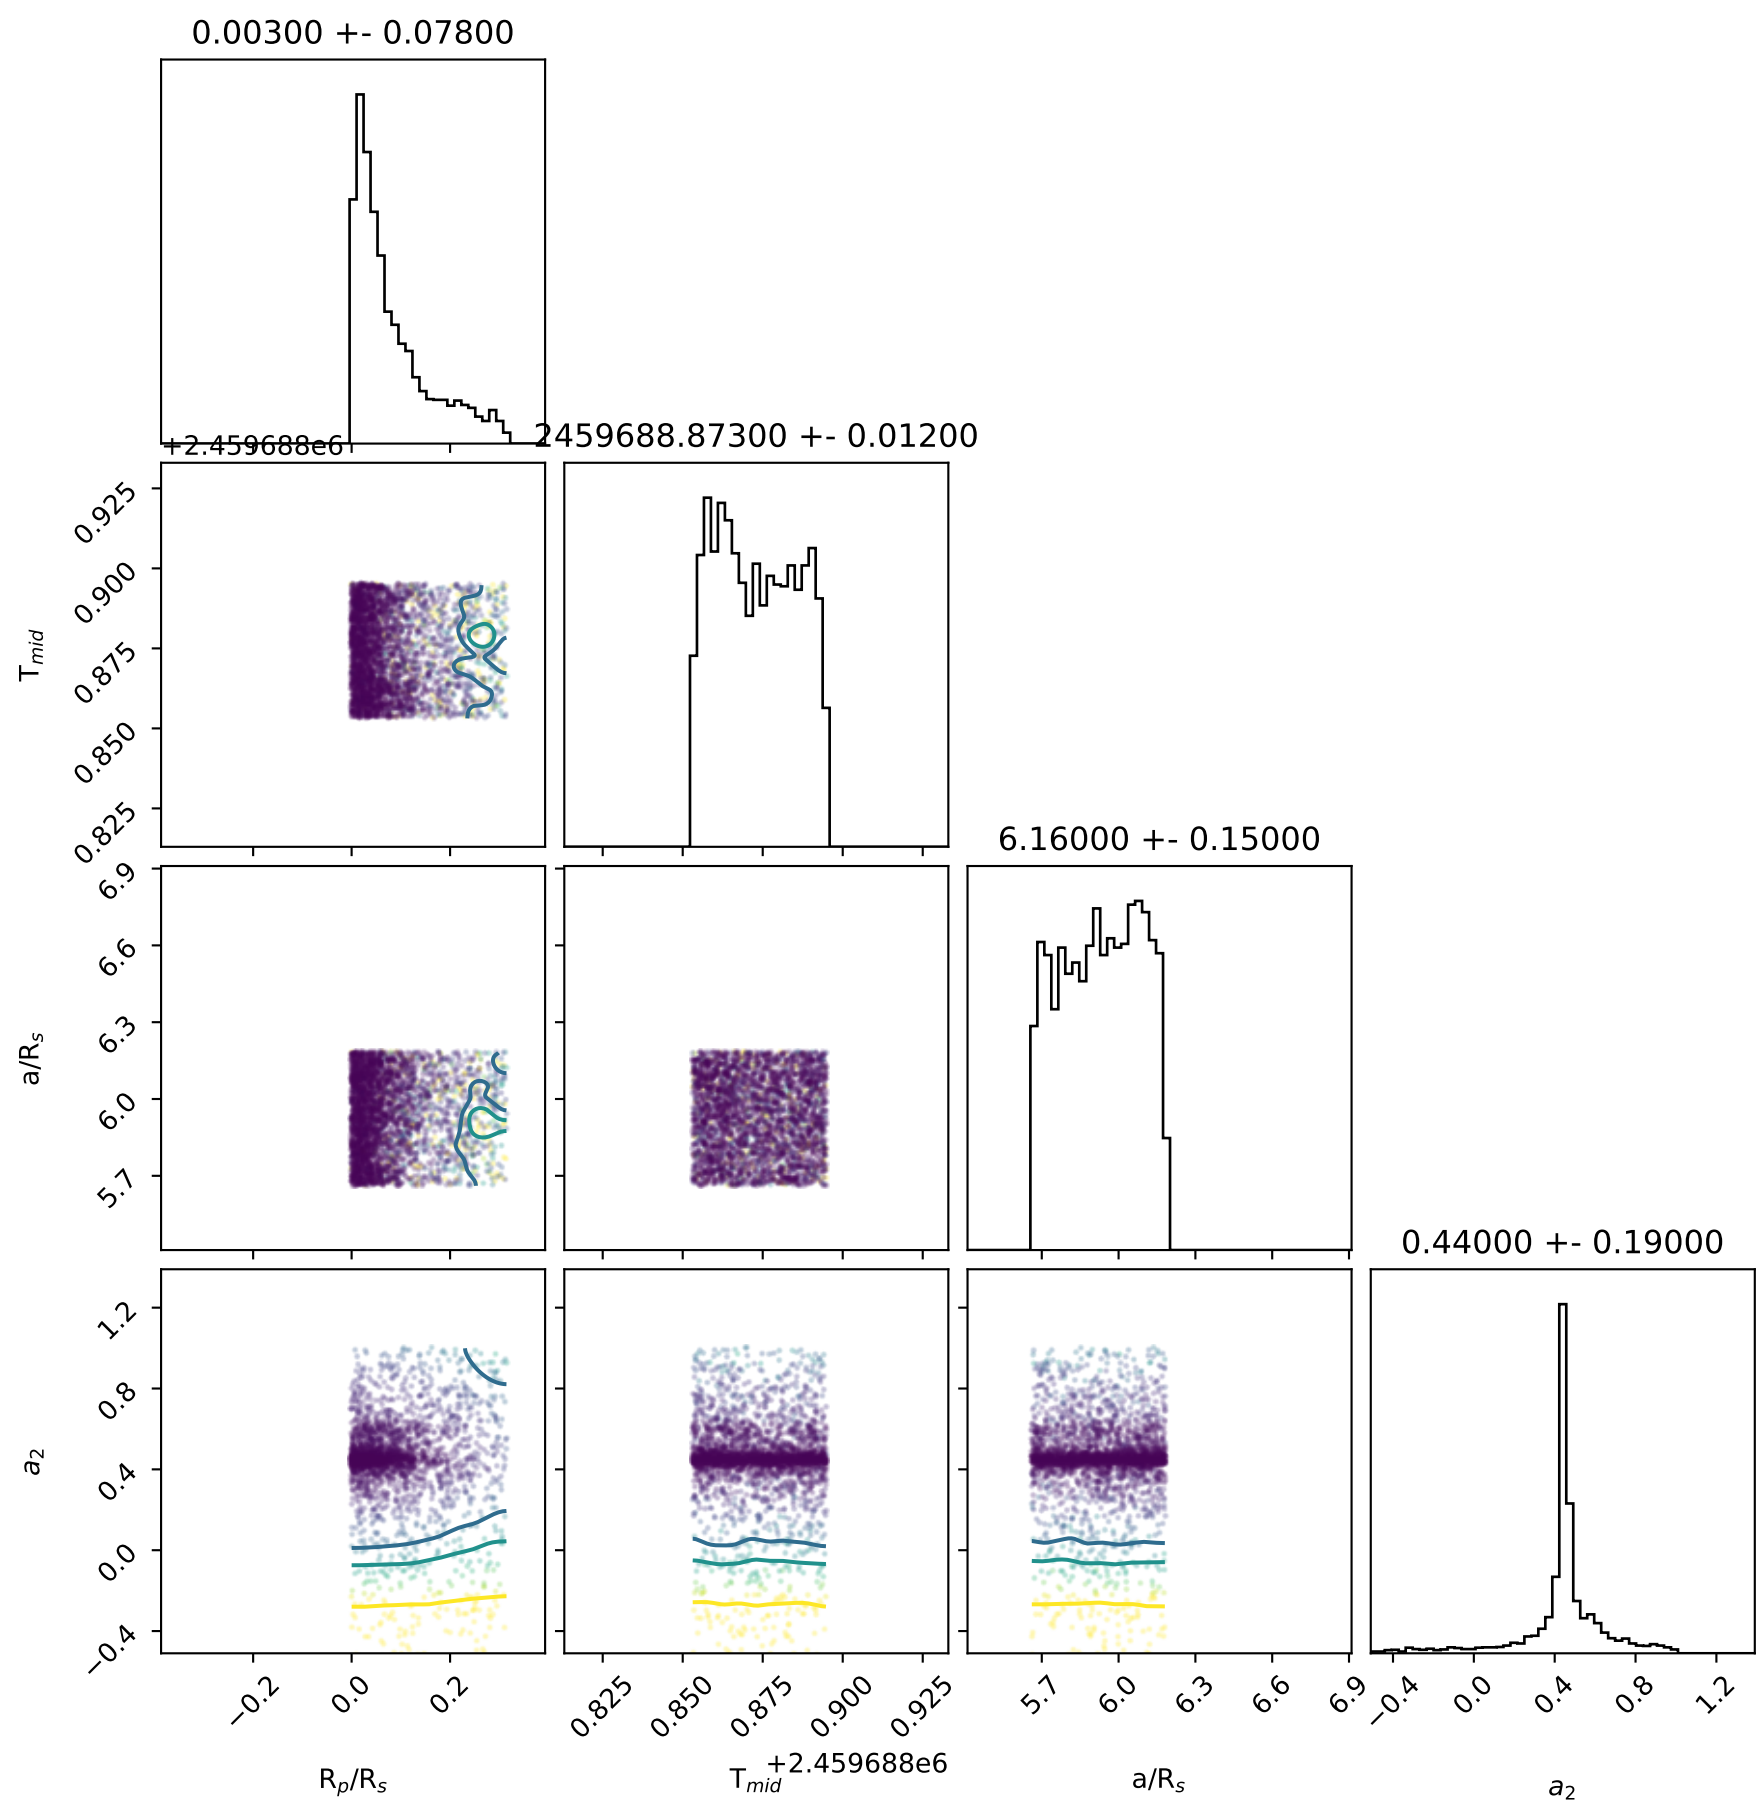 0.00300 +- 0.07800
+2.459688e6
2459688.87300 +- 0.01200
0.925
0.900
0.875
0.850
0.825
T_mid
6.16000 +- 0.15000
6.9
6.6
6.3
6.0
5.7
a/R_s
0.44000 +- 0.19000
1.2
0.8
0.4
0.0
−0.4
a_2
−0.2 0.0 0.2
0.825 0.850 0.875 0.900 0.925
5.7 6.0 6.3 6.6 6.9
−0.4 0.0 0.4 0.8 1.2
+2.459688e6
R_p/R_s T_mid a/R_s a_2